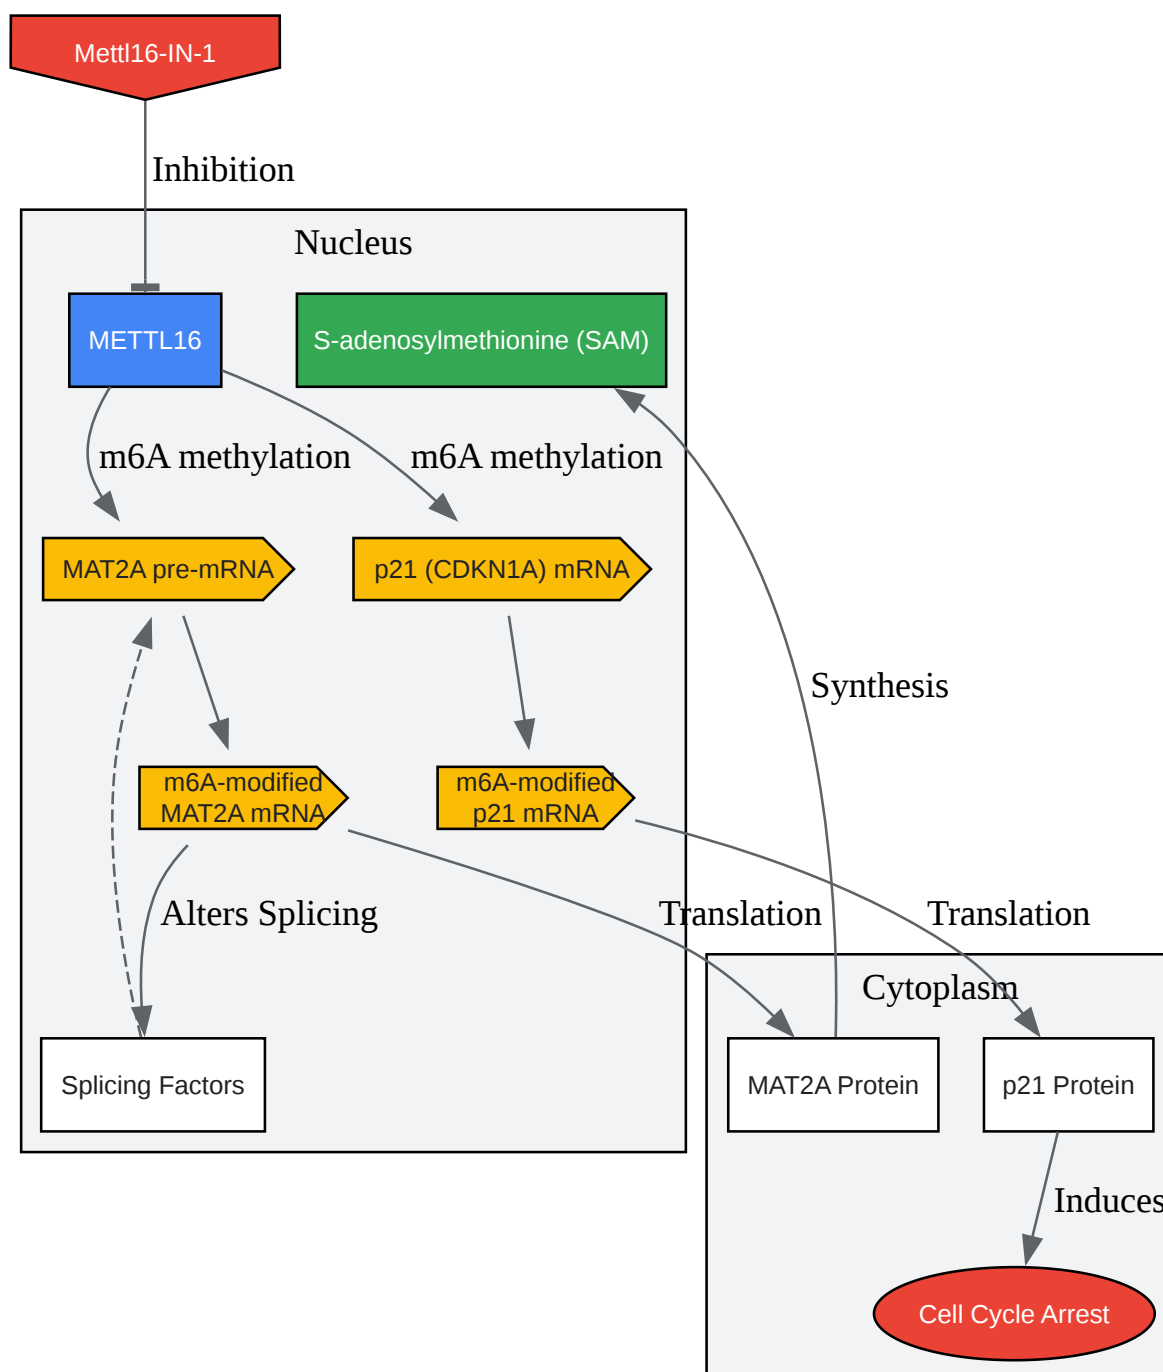 Mettl16-IN-1
Inhibition
Nucleus
METTL16
S-adenosylmethionine (SAM)
m6A methylation
m6A methylation
MAT2A pre-mRNA
p21 (CDKN1A) mRNA
Synthesis
m6A-modified
MAT2A mRNA
m6A-modified
p21 mRNA
Alters Splicing
Translation
Translation
Cytoplasm
Splicing Factors
MAT2A Protein
p21 Protein
Induces
Cell Cycle Arrest